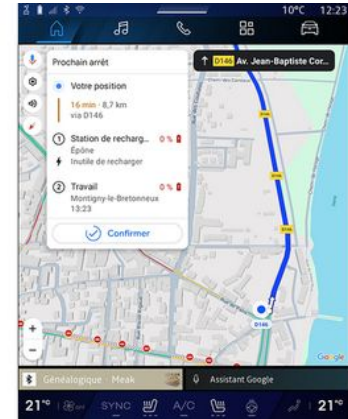 10°C 12:23
Prochain arrêt
D146 Av. Jean-Baptiste Cor...
Votre position
16 min · 8,7 km
via D146
1 Station de recharg... 0 %
Épône
Inutile de recharger
2 Travail 0 %
Montigny-le-Bretonneux
13:23
Confirmer
D146
D146
D146
D146
+
−
Google
Généalogique · Meak
Assistant Google
21° SYNC A/C 21°